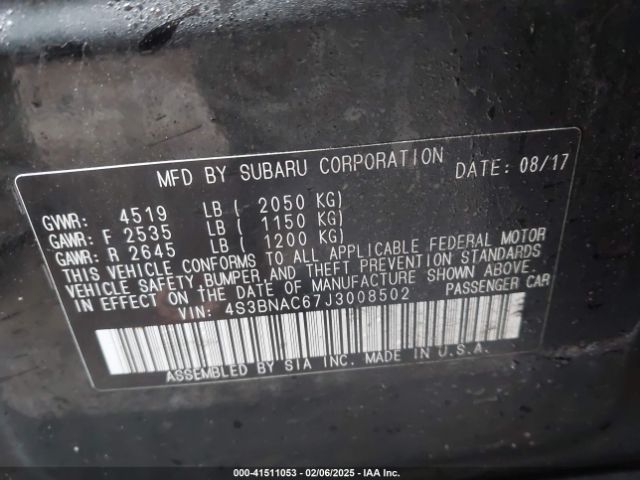 MFD BY SUBARU CORPORATION DATE: 08/17
GVWR: 4519 LB ( 2050 KG)
GAWR: F 2535 LB ( 1150 KG)
GAWR: R 2645 LB ( 1200 KG)
THIS VEHICLE CONFORMS TO ALL APPLICABLE FEDERAL MOTOR
VEHICLE SAFETY, BUMPER, AND THEFT PREVENTION STANDARDS
IN EFFECT ON THE DATE OF MANUFACTURE SHOWN ABOVE.
VIN: 4S3BNAC67J3008502 PASSENGER CAR
ASSEMBLED BY SIA INC. MADE IN U.S.A.
000-41511053 — 02/06/2025 — IAA Inc.